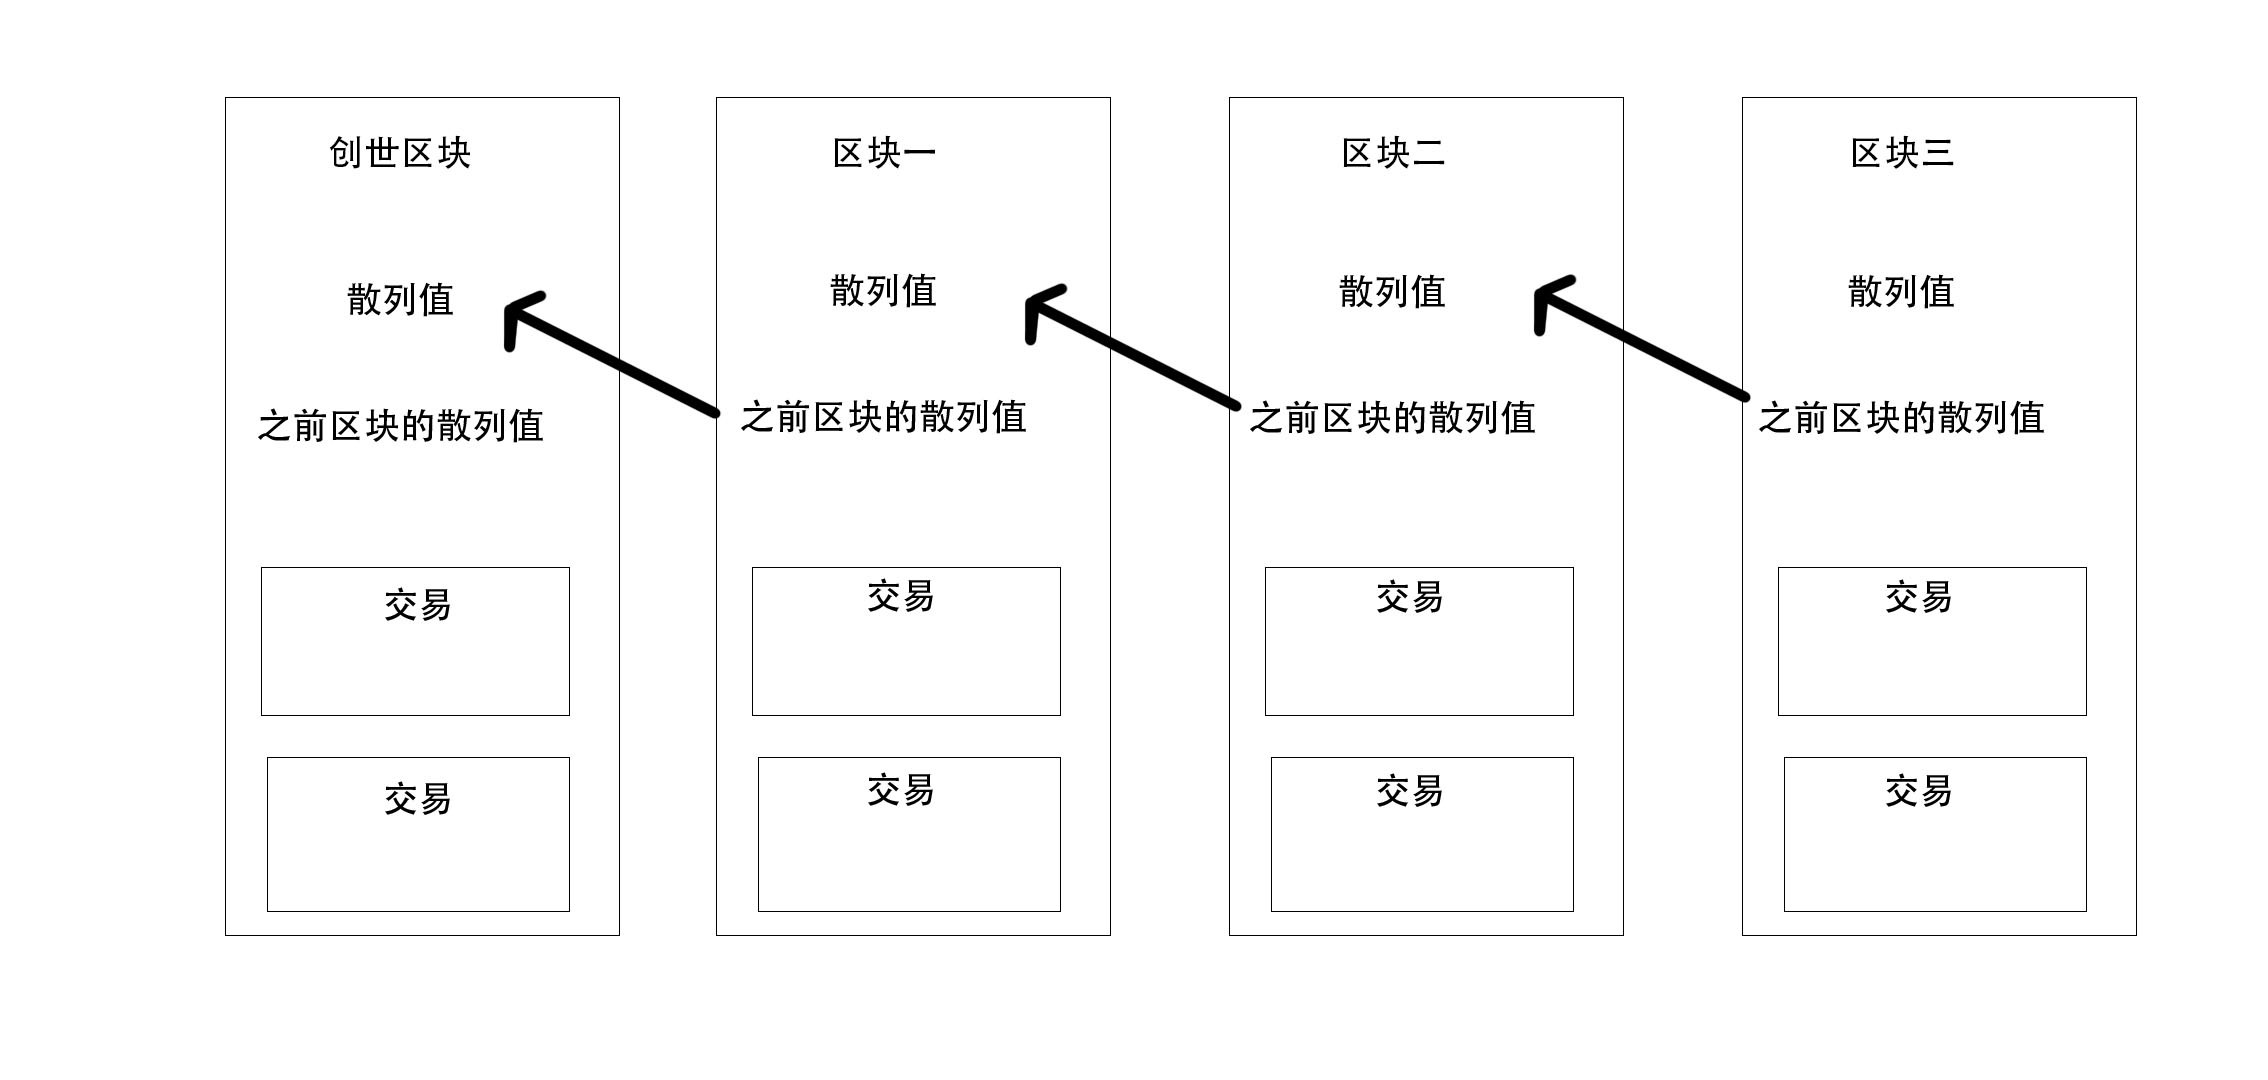 创世区块
散列值
之前区块的散列值
交易
交易
区块一
散列值
之前区块的散列值
交易
交易
区块二
散列值
之前区块的散列值
交易
交易
区块三
散列值
之前区块的散列值
交易
交易